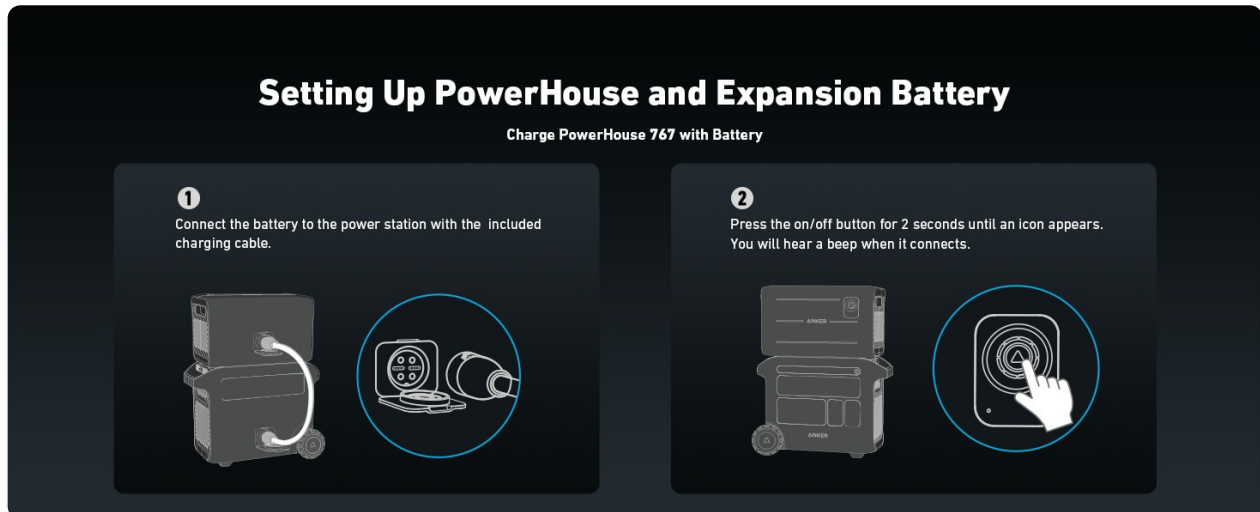 Setting Up PowerHouse and Expansion Battery
Charge PowerHouse 767 with Battery
1
Connect the battery to the power station with the included
charging cable.
2
Press the on/off button for 2 seconds until an icon appears.
You will hear a beep when it connects.
ANKER
ANKER